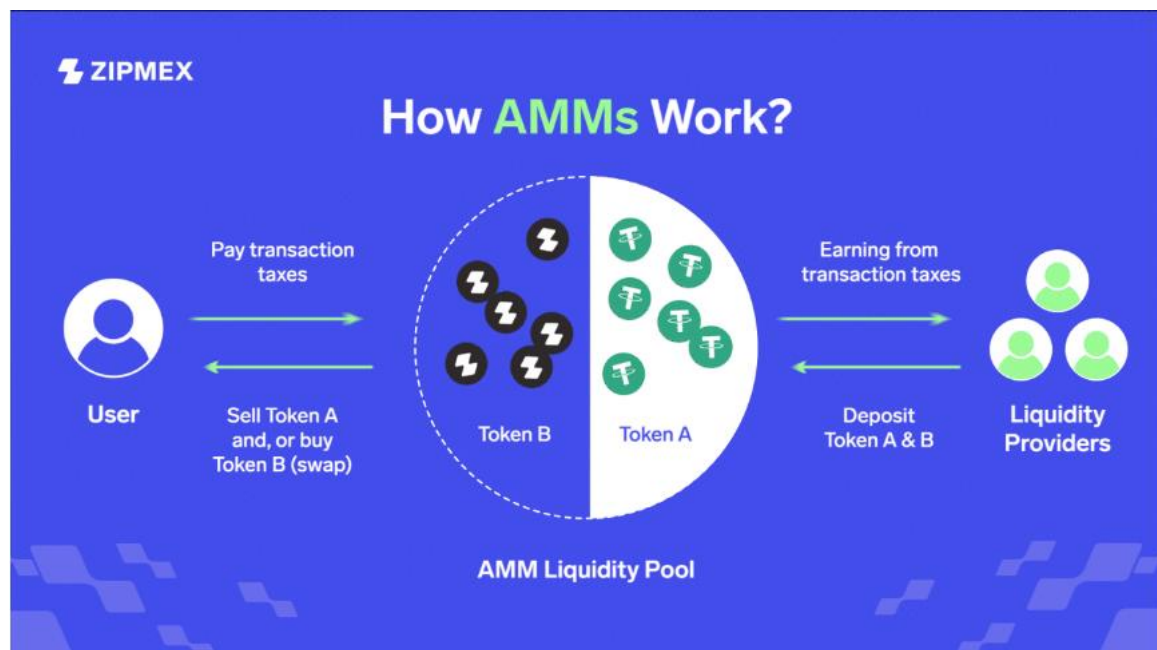 ZIPMEX
How AMMs Work?
Pay transaction
taxes
User
Sell Token A
and, or buy
Token B (swap)
Token B
Token A
Earning from
transaction taxes
Deposit
Token A & B
Liquidity
Providers
AMM Liquidity Pool